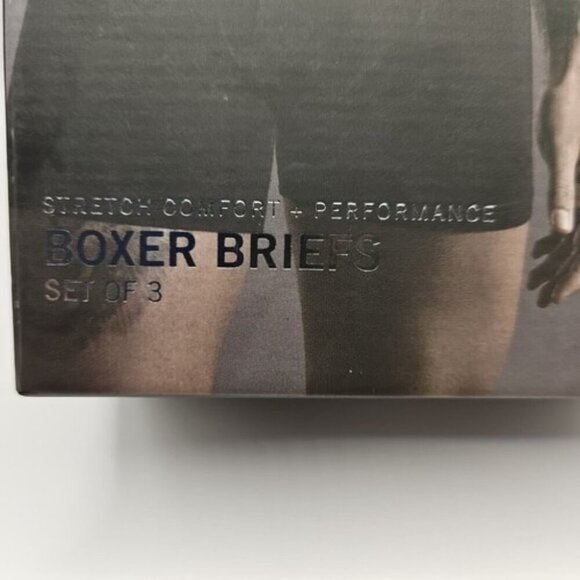 STRETCH COMFORT + PERFORMANCE
BOXER BRIEFS
SET OF 3